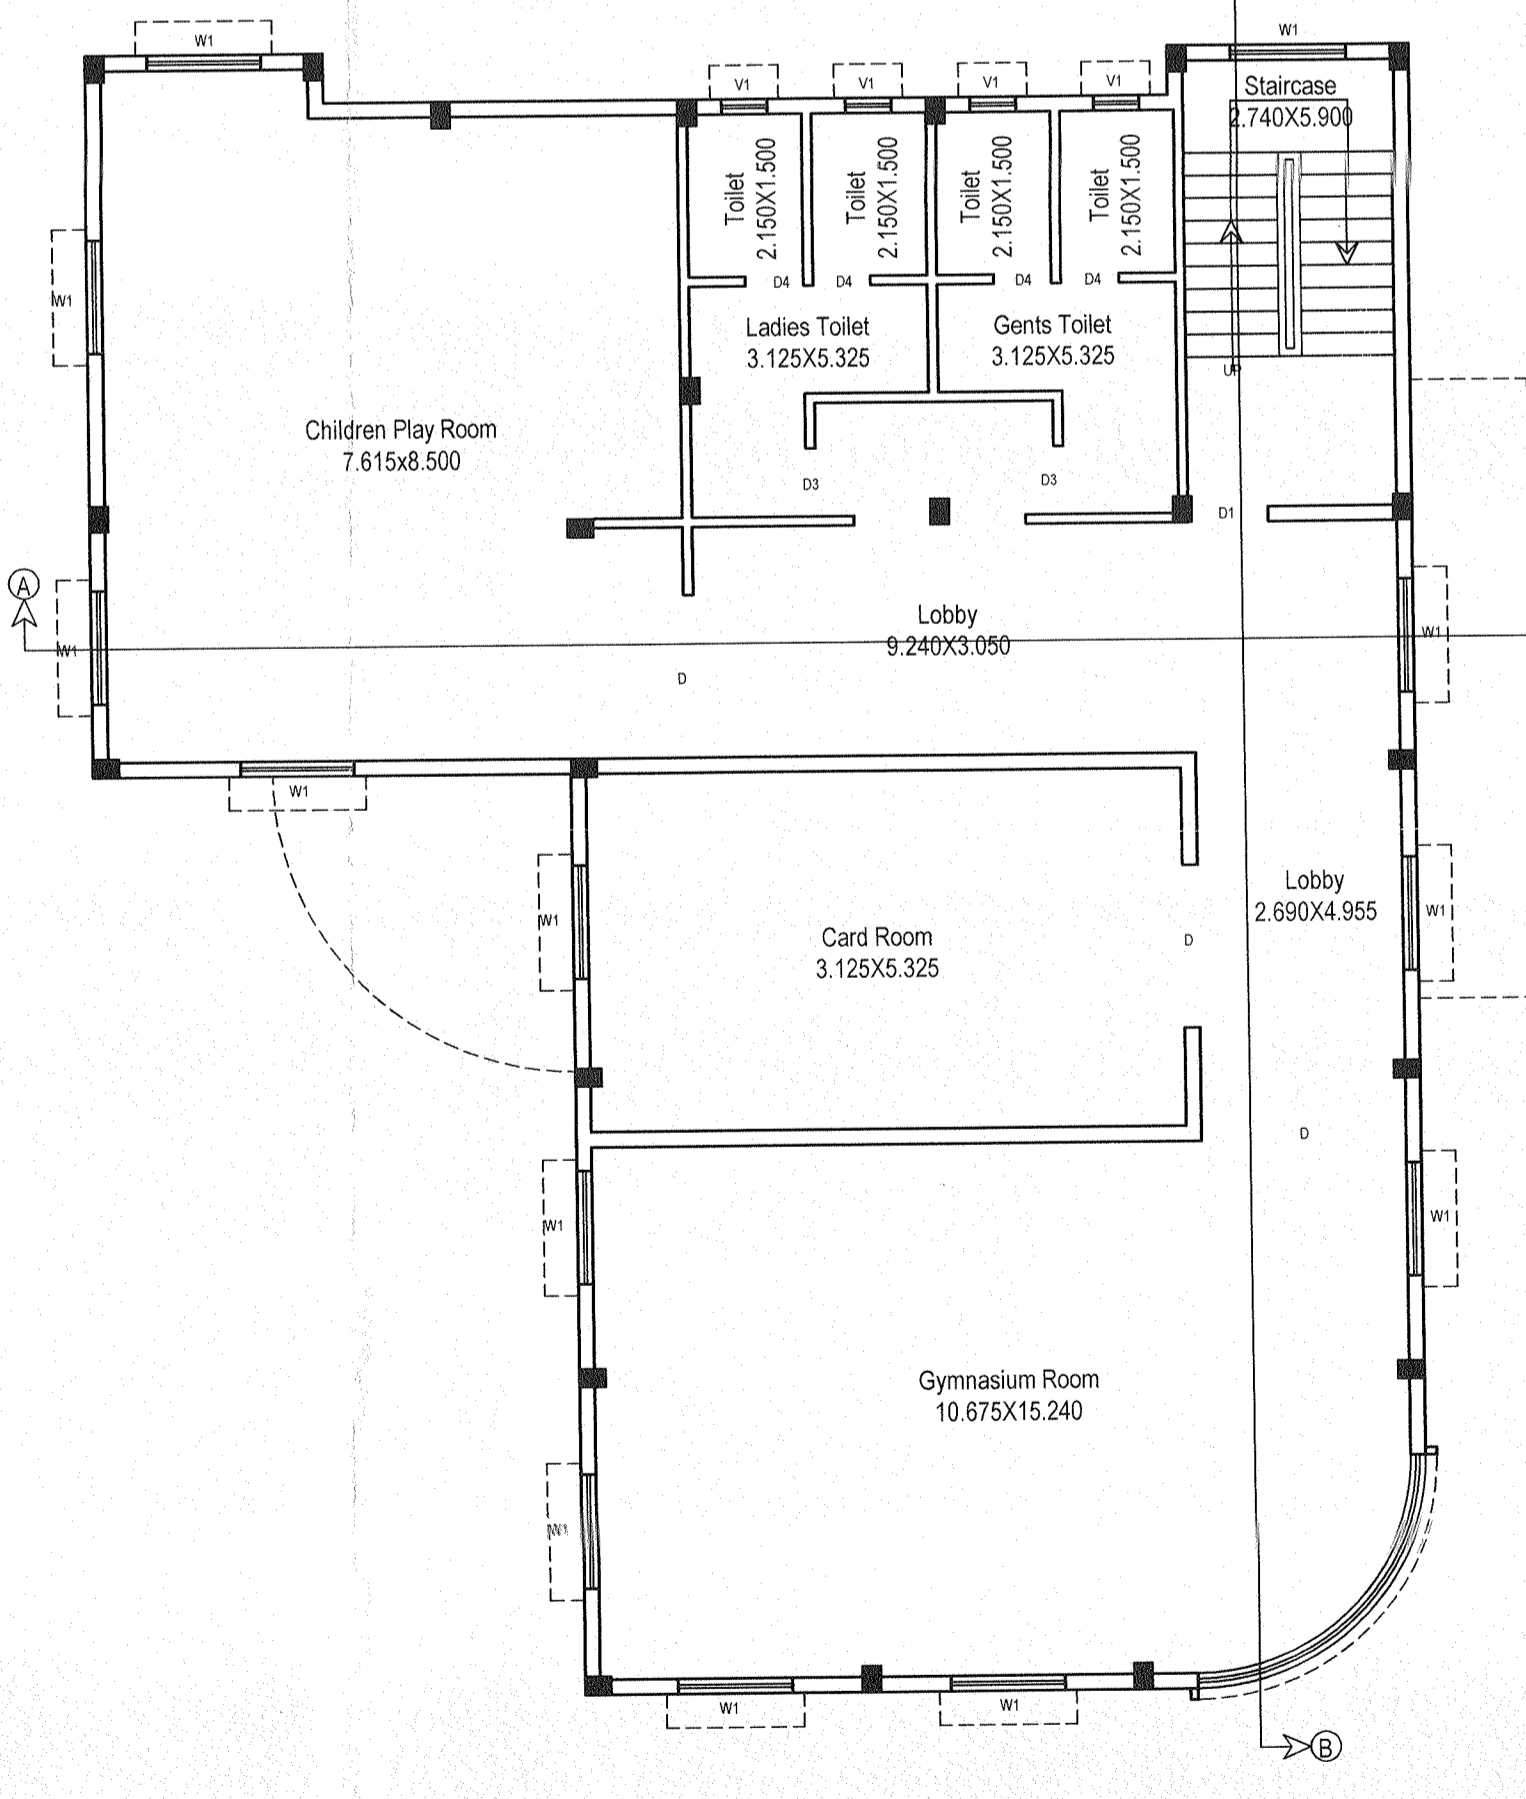 W1
W1
V1
V1
V1
V1
Staircase
2.740X5.900
Toilet
2.150X1.500
Toilet
2.150X1.500
Toilet
2.150X1.500
Toilet
2.150X1.500
D4
D4
D4
D4
W1
Ladies Toilet
3.125X5.325
Gents Toilet
3.125X5.325
UP
Children Play Room
7.615x8.500
D3
D3
D1
A
Lobby
9.240X3.050
W1
W1
D
W1
Lobby
2.690X4.955
W1
W1
Card Room
3.125X5.325
D
D
W1
W1
Gymnasium Room
10.675X15.240
W1
W1
W1
B